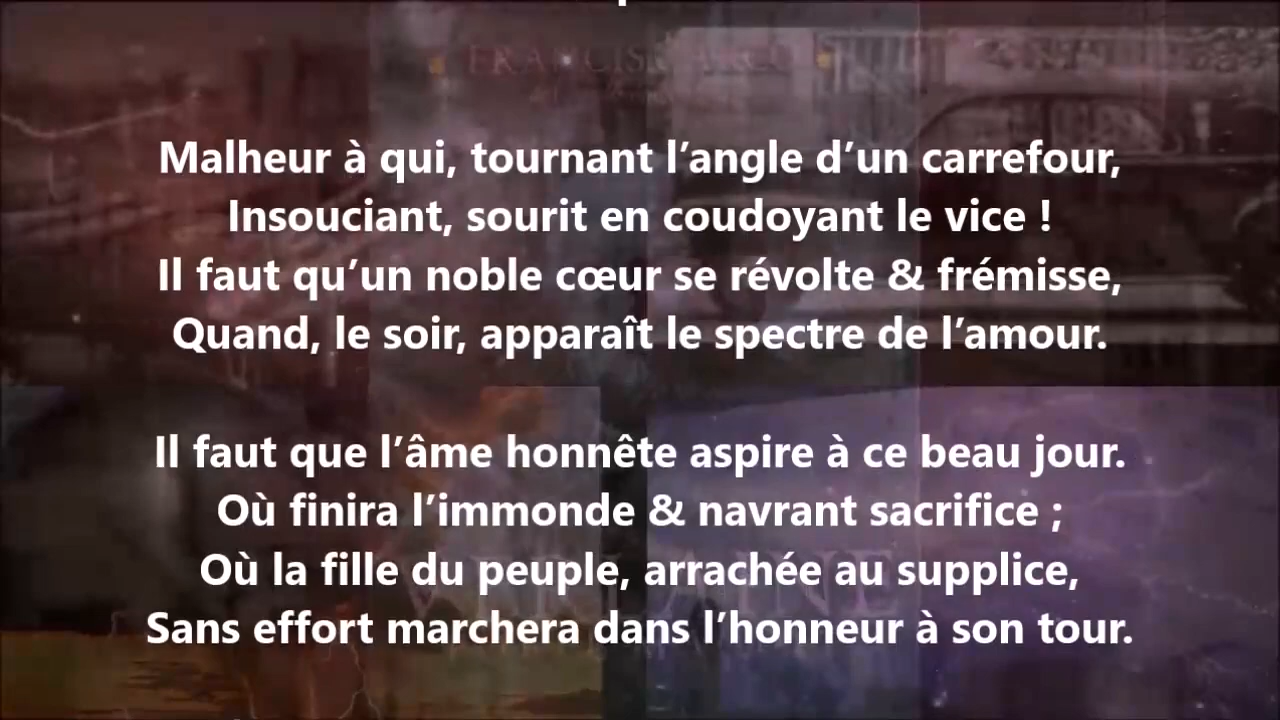 Malheur à qui, tournant l’angle d’un carrefour,
Insouciant, sourit en coudoyant le vice !
Il faut qu’un noble cœur se révolte & frémisse,
Quand, le soir, apparaît le spectre de l’amour.
Il faut que l’âme honnête aspire à ce beau jour.
Où finira l’immonde & navrant sacrifice ;
Où la fille du peuple, arrachée au supplice,
Sans effort marchera dans l’honneur à son tour.